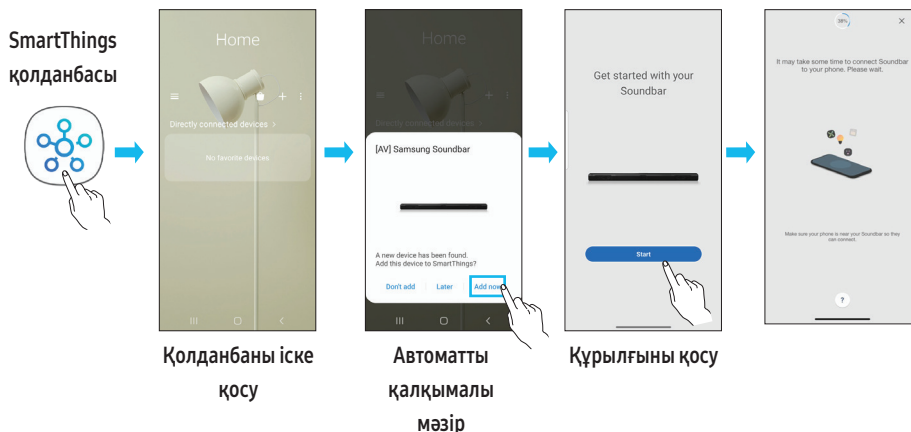 SmartThings
қолданбасы
Home
Directly connected devices >
No favorite devices
Қолданбаны іске
қосу
Home
Directly connected devices >
[AV] Samsung Soundbar
A new device has been found.
Add this device to SmartThings?
Don't add
Later
Add now
Автоматты
қалқымалы
мәзір
Get started with your
Soundbar
Start
Құрылғыны қосу
39%
It may take some time to connect Soundbar
to your phone. Please wait.
Make sure your phone is near your Soundbar so they
can connect.
?